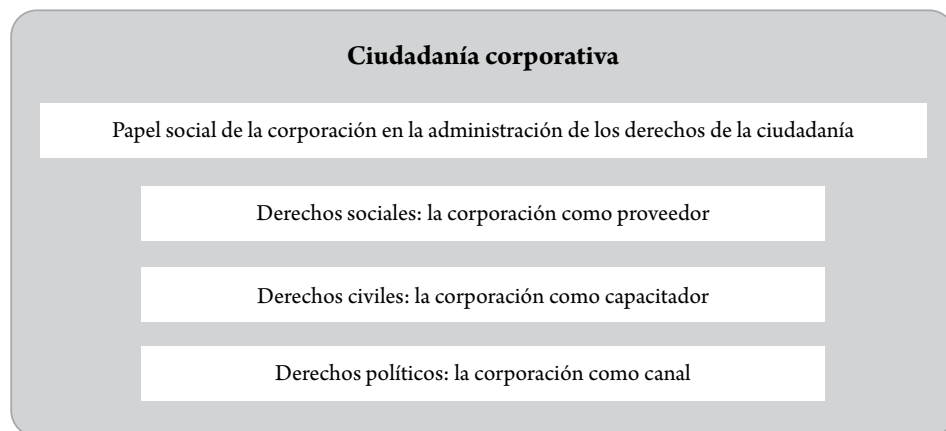 Ciudadanía corporativa
Papel social de la corporación en la administración de los derechos de la ciudadanía
Derechos sociales: la corporación como proveedor
Derechos civiles: la corporación como capacitador
Derechos políticos: la corporación como canal